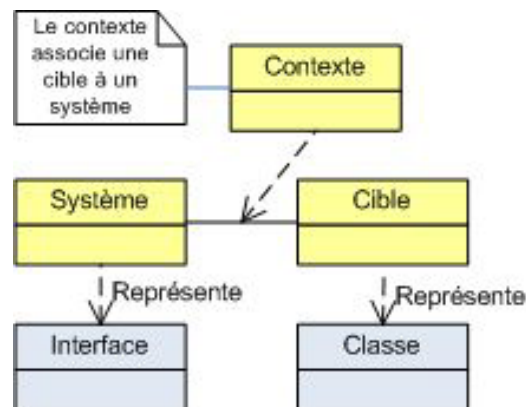 Le contexte
associe une
cible à un
système
Contexte
Système
Cible
Représente
Représente
Interface
Classe